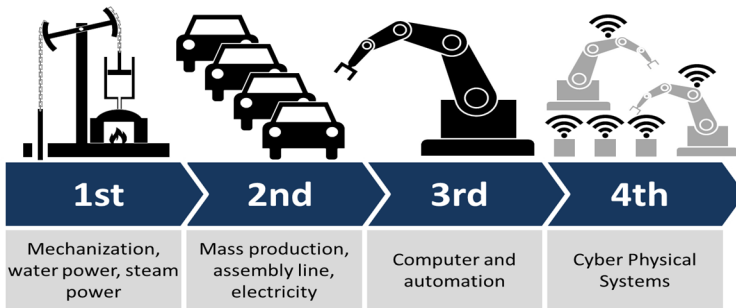 1st
2nd
3rd
4th
Mechanization,
water power, steam
power
Mass production,
assembly line,
electricity
Computer and
automation
Cyber Physical
Systems